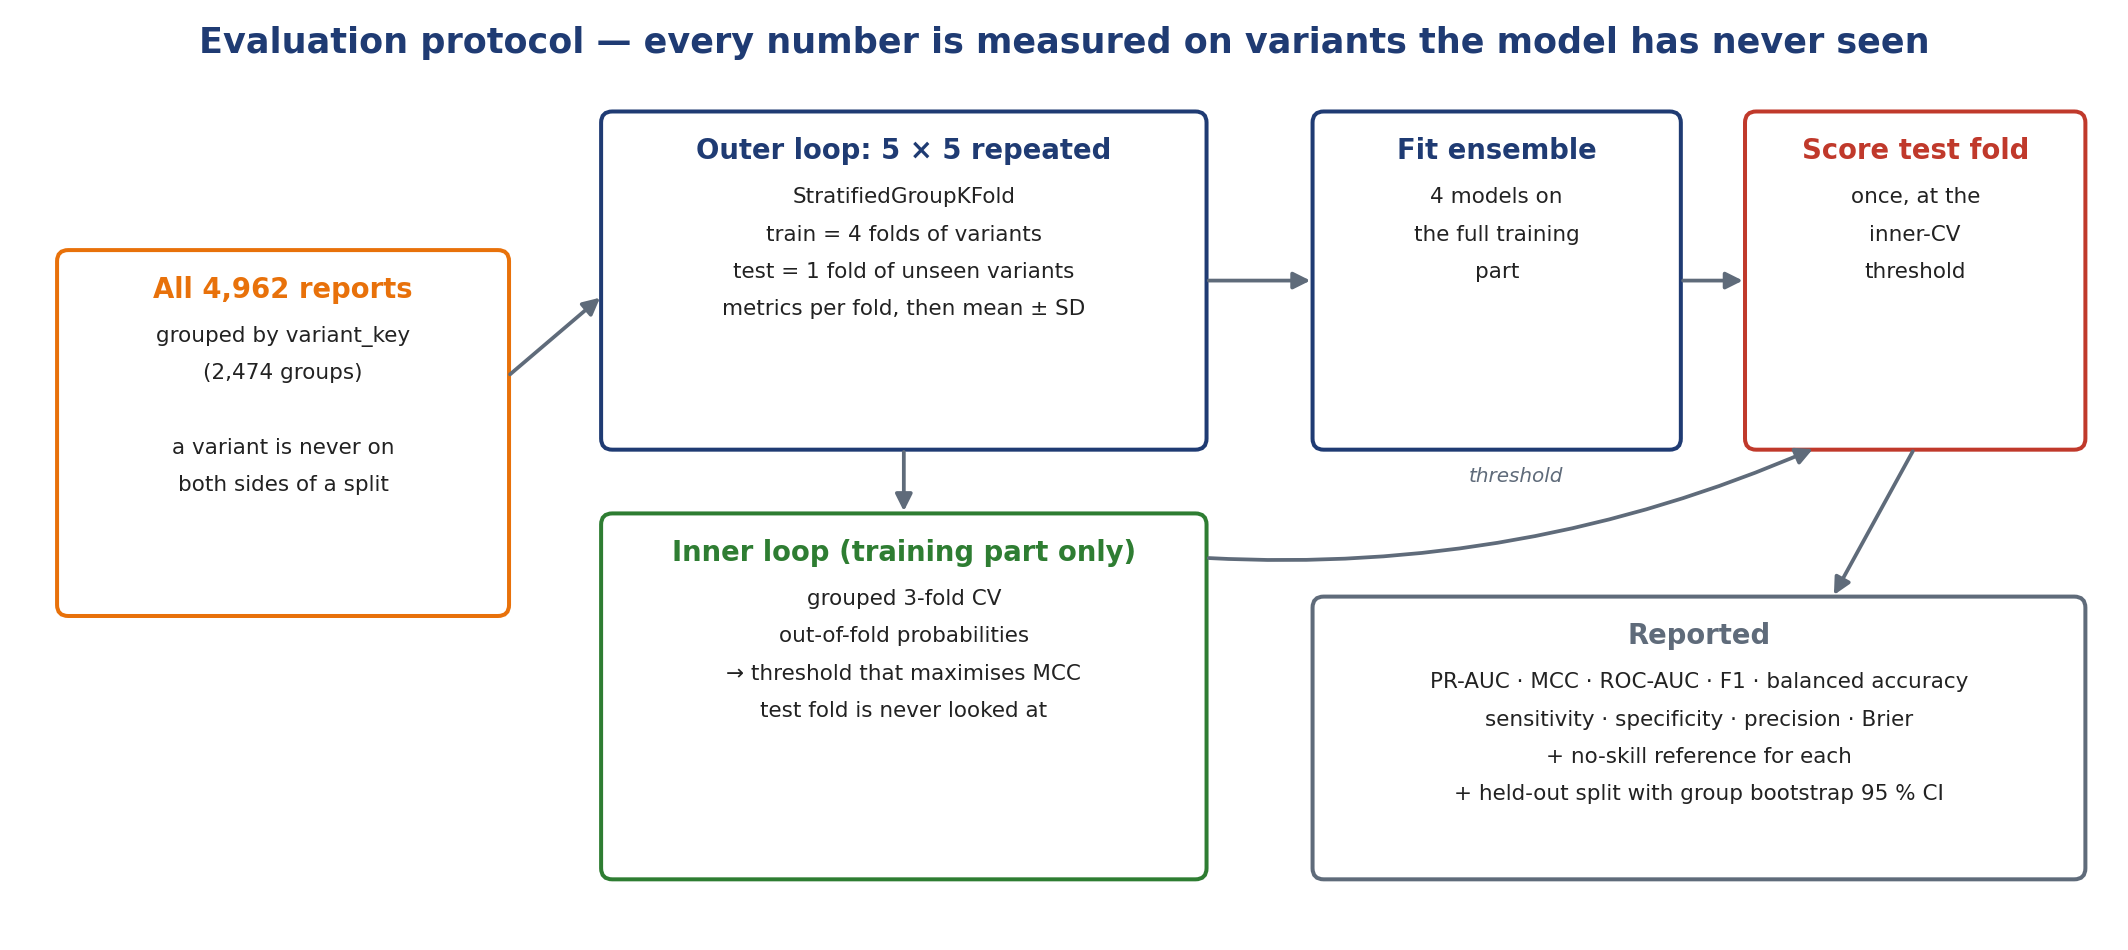 Evaluation protocol — every number is measured on variants the model has never seen
All 4,962 reports
grouped by variant_key
(2,474 groups)
a variant is never on
both sides of a split
Outer loop: 5 × 5 repeated
StratifiedGroupKFold
train = 4 folds of variants
test = 1 fold of unseen variants
metrics per fold, then mean ± SD
Fit ensemble
4 models on
the full training
part
Score test fold
once, at the
inner-CV
threshold
threshold
Inner loop (training part only)
grouped 3-fold CV
out-of-fold probabilities
→ threshold that maximises MCC
test fold is never looked at
Reported
PR-AUC · MCC · ROC-AUC · F1 · balanced accuracy
sensitivity · specificity · precision · Brier
+ no-skill reference for each
+ held-out split with group bootstrap 95 % CI